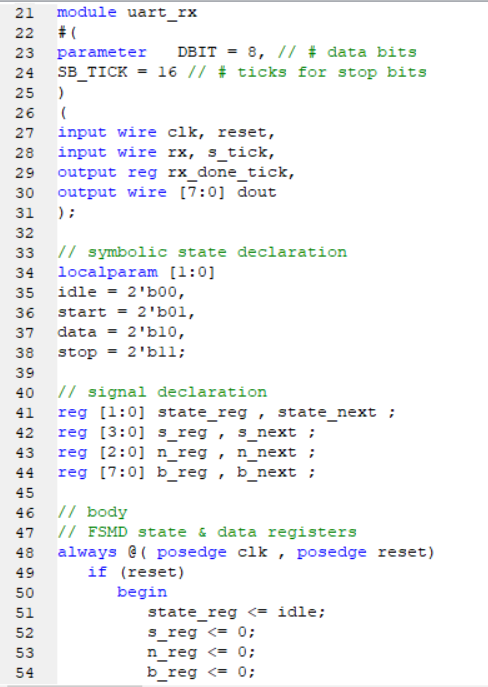 21 module uart_rx
22 #(
23 parameter DBIT = 8, // # data bits
24 SB_TICK = 16 // # ticks for stop bits
25 )
26 (
27 input wire clk, reset,
28 input wire rx, s_tick,
29 output reg rx_done_tick,
30 output wire [7:0] dout
31 );
32
33 // symbolic state declaration
34 localparam [1:0]
35 idle = 2'b00,
36 start = 2'b01,
37 data = 2'b10,
38 stop = 2'b11;
39
40 // signal declaration
41 reg [1:0] state_reg , state_next ;
42 reg [3:0] s_reg , s_next ;
43 reg [2:0] n_reg , n_next ;
44 reg [7:0] b_reg , b_next ;
45
46 // body
47 // FSMD state & data registers
48 always @( posedge clk , posedge reset)
49 if (reset)
50 begin
51 state_reg <= idle;
52 s_reg <= 0;
53 n_reg <= 0;
54 b_reg <= 0;